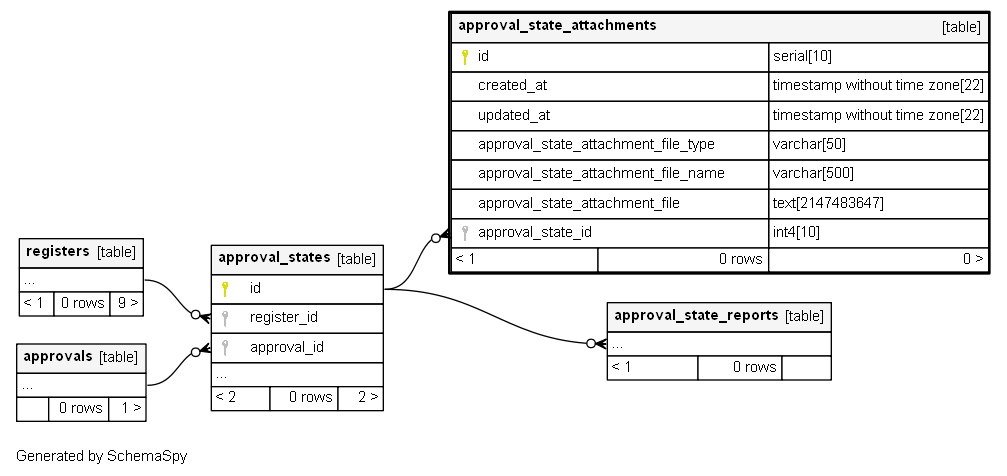 approval_state_attachments [table]
id serial[10]
created_at timestamp without time zone[22]
updated_at timestamp without time zone[22]
approval_state_attachment_file_type varchar[50]
approval_state_attachment_file_name varchar[500]
approval_state_attachment_file text[2147483647]
approval_state_id int4[10]
< 1 0 rows 0 >
registers [table]
...
< 1 0 rows 9 >
approvals [table]
...
0 rows 1 >
approval_states [table]
id
register_id
approval_id
...
< 2 0 rows 2 >
approval_state_reports [table]
...
< 1 0 rows
Generated by SchemaSpy